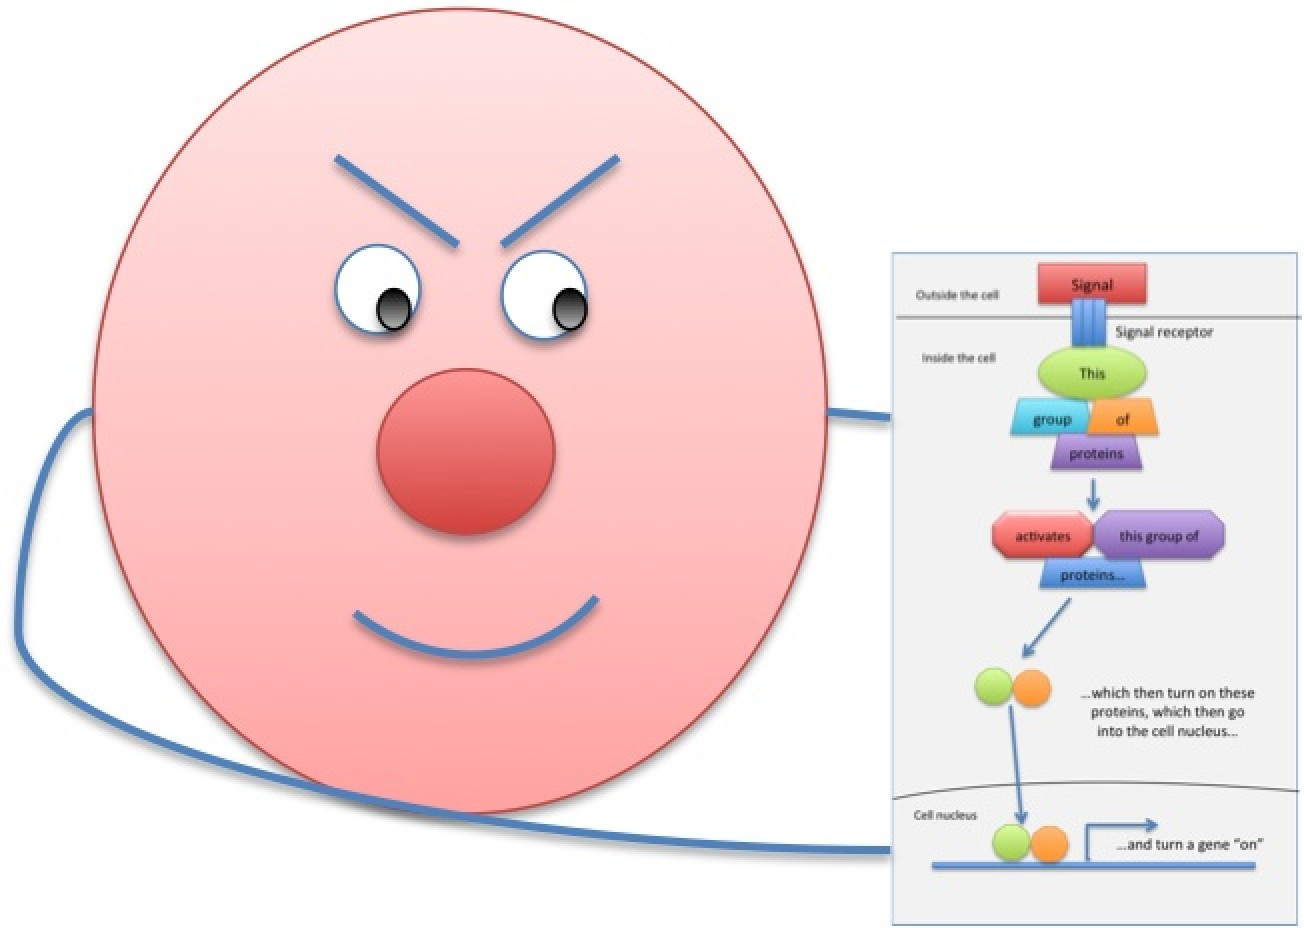 Signal
Outside the cell
Signal receptor
Inside the cell
This
group of
proteins
activates this group of
proteins...
...which then turn on these
proteins, which then go
into the cell nucleus...
Cell nucleus
...and turn a gene “on”